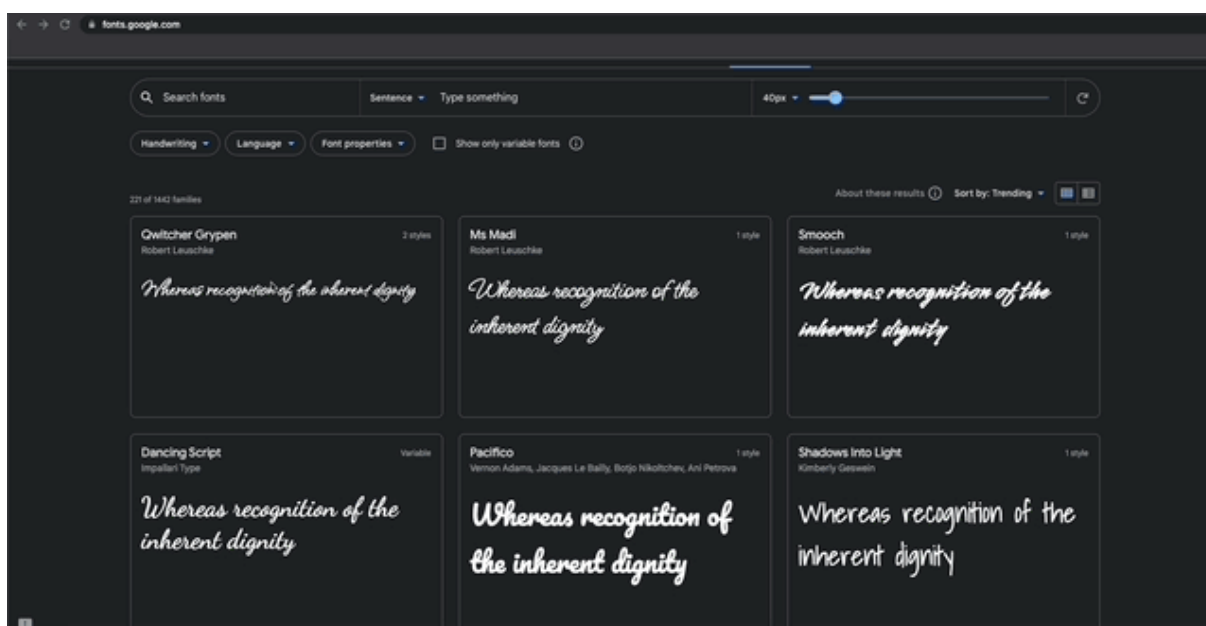 fonts.google.com
Search fonts
Sentence
Type something
40px
Handwriting
Language
Font properties
Show only variable fonts
221 of 1442 families
About these results
Sort by: Trending
Qwitcher Grypen
2 styles
Robert Leuschke
Whereas recognition of the inherent dignity
Ms Madi
1 style
Robert Leuschke
Whereas recognition of the
inherent dignity
Smooch
1 style
Robert Leuschke
Whereas recognition of the
inherent dignity
Dancing Script
Variable
Impallari Type
Whereas recognition of the
inherent dignity
Pacifico
1 style
Vernon Adams, Jacques Le Bailly, Botjo Nikoltchev, Ani Petrova
Whereas recognition of
the inherent dignity
Shadows Into Light
1 style
Kimberly Geswein
Whereas recognition of the
inherent dignity